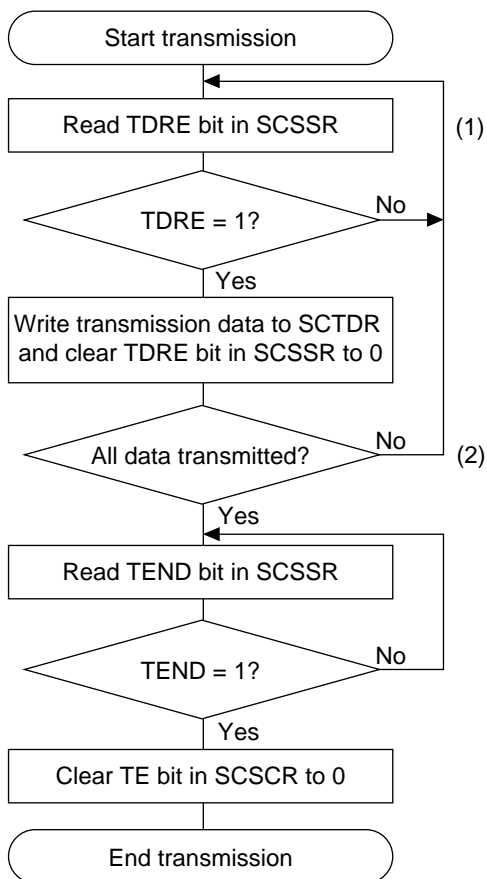 Start transmission
Read TDRE bit in SCSSR
(1)
TDRE = 1?
No
Yes
Write transmission data to SCTDR
and clear TDRE bit in SCSSR to 0
All data transmitted?
No
(2)
Yes
Read TEND bit in SCSSR
TEND = 1?
No
Yes
Clear TE bit in SCSCR to 0
End transmission